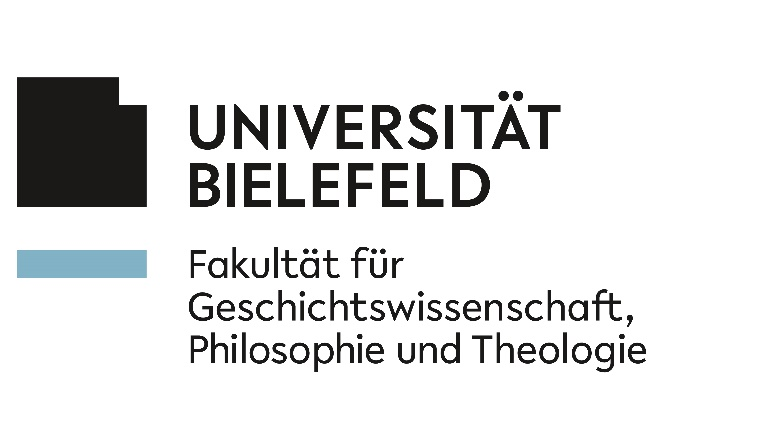 UNIVERSITÄT
BIELEFELD
Fakultät für
Geschichtswissenschaft,
Philosophie und Theologie